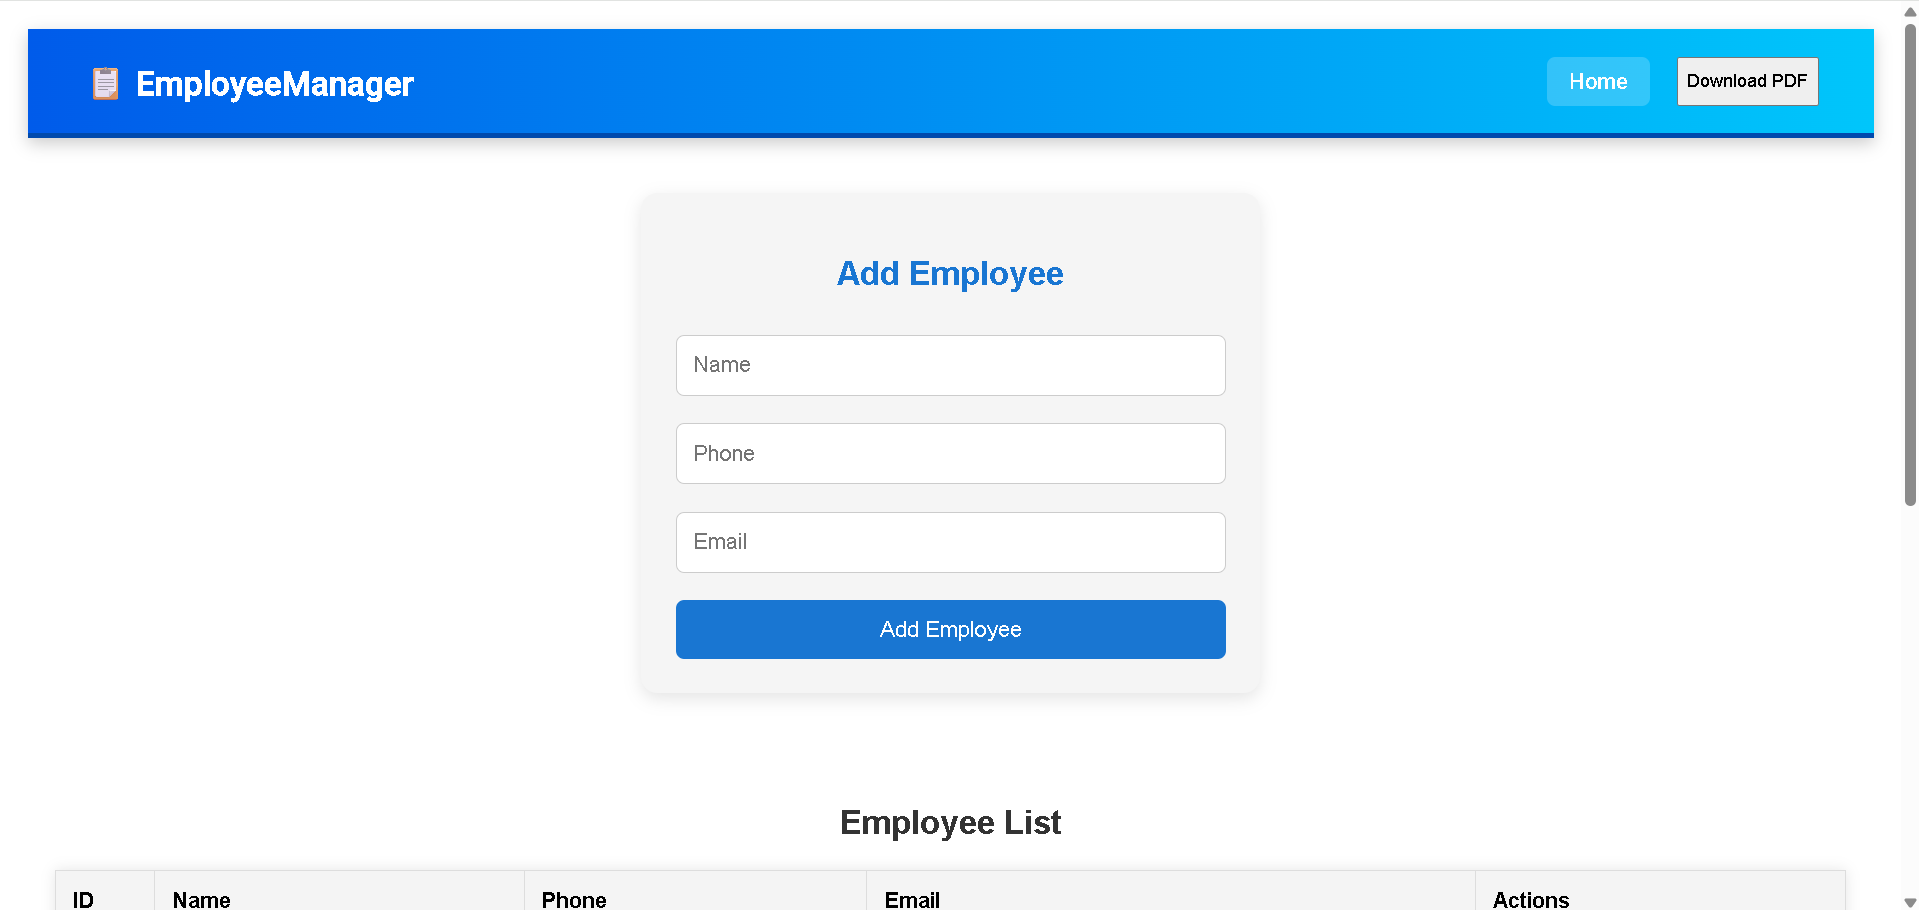 EmployeeManager
Home
Download PDF
Add Employee
Name
Phone
Email
Add Employee
Employee List
ID Name Phone Email Actions